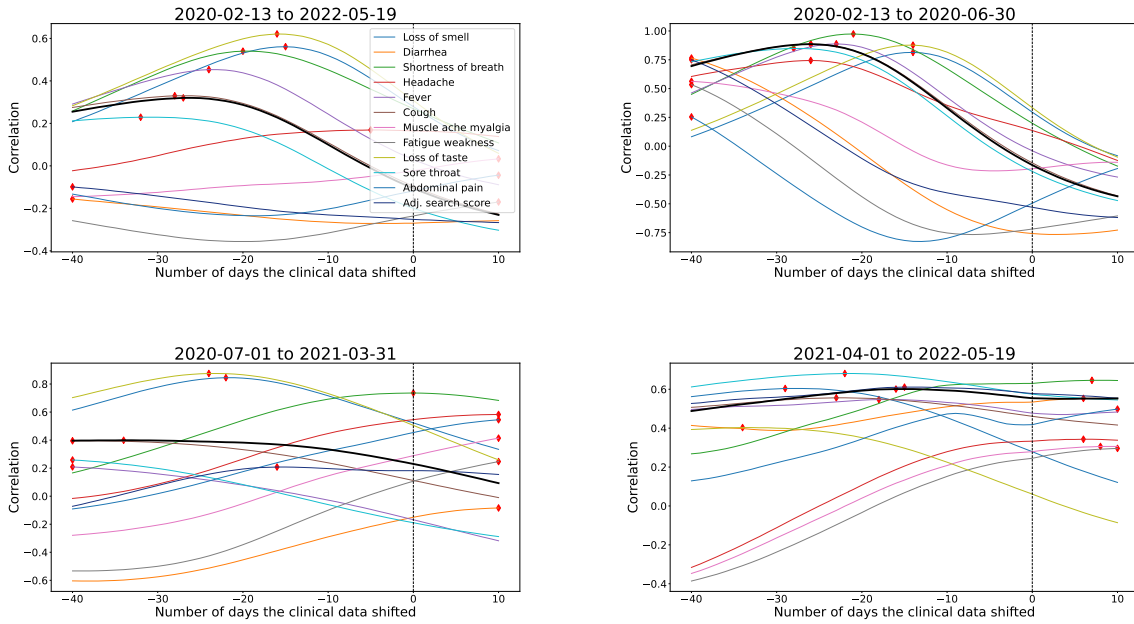 2020-02-13 to 2022-05-19
Correlation
0.6
0.4
0.2
0.0
−0.2
−0.4
−40
−30
−20
−10
0
10
Number of days the clinical data shifted
Loss of smell
Diarrhea
Shortness of breath
Headache
Fever
Cough
Muscle ache myalgia
Fatigue weakness
Loss of taste
Sore throat
Abdominal pain
Adj. search score
2020-02-13 to 2020-06-30
Correlation
1.00
0.75
0.50
0.25
0.00
−0.25
−0.50
−0.75
−40
−30
−20
−10
0
10
Number of days the clinical data shifted
2020-07-01 to 2021-03-31
Correlation
0.8
0.6
0.4
0.2
0.0
−0.2
−0.4
−0.6
−40
−30
−20
−10
0
10
Number of days the clinical data shifted
2021-04-01 to 2022-05-19
Correlation
0.6
0.4
0.2
0.0
−0.2
−0.4
−40
−30
−20
−10
0
10
Number of days the clinical data shifted